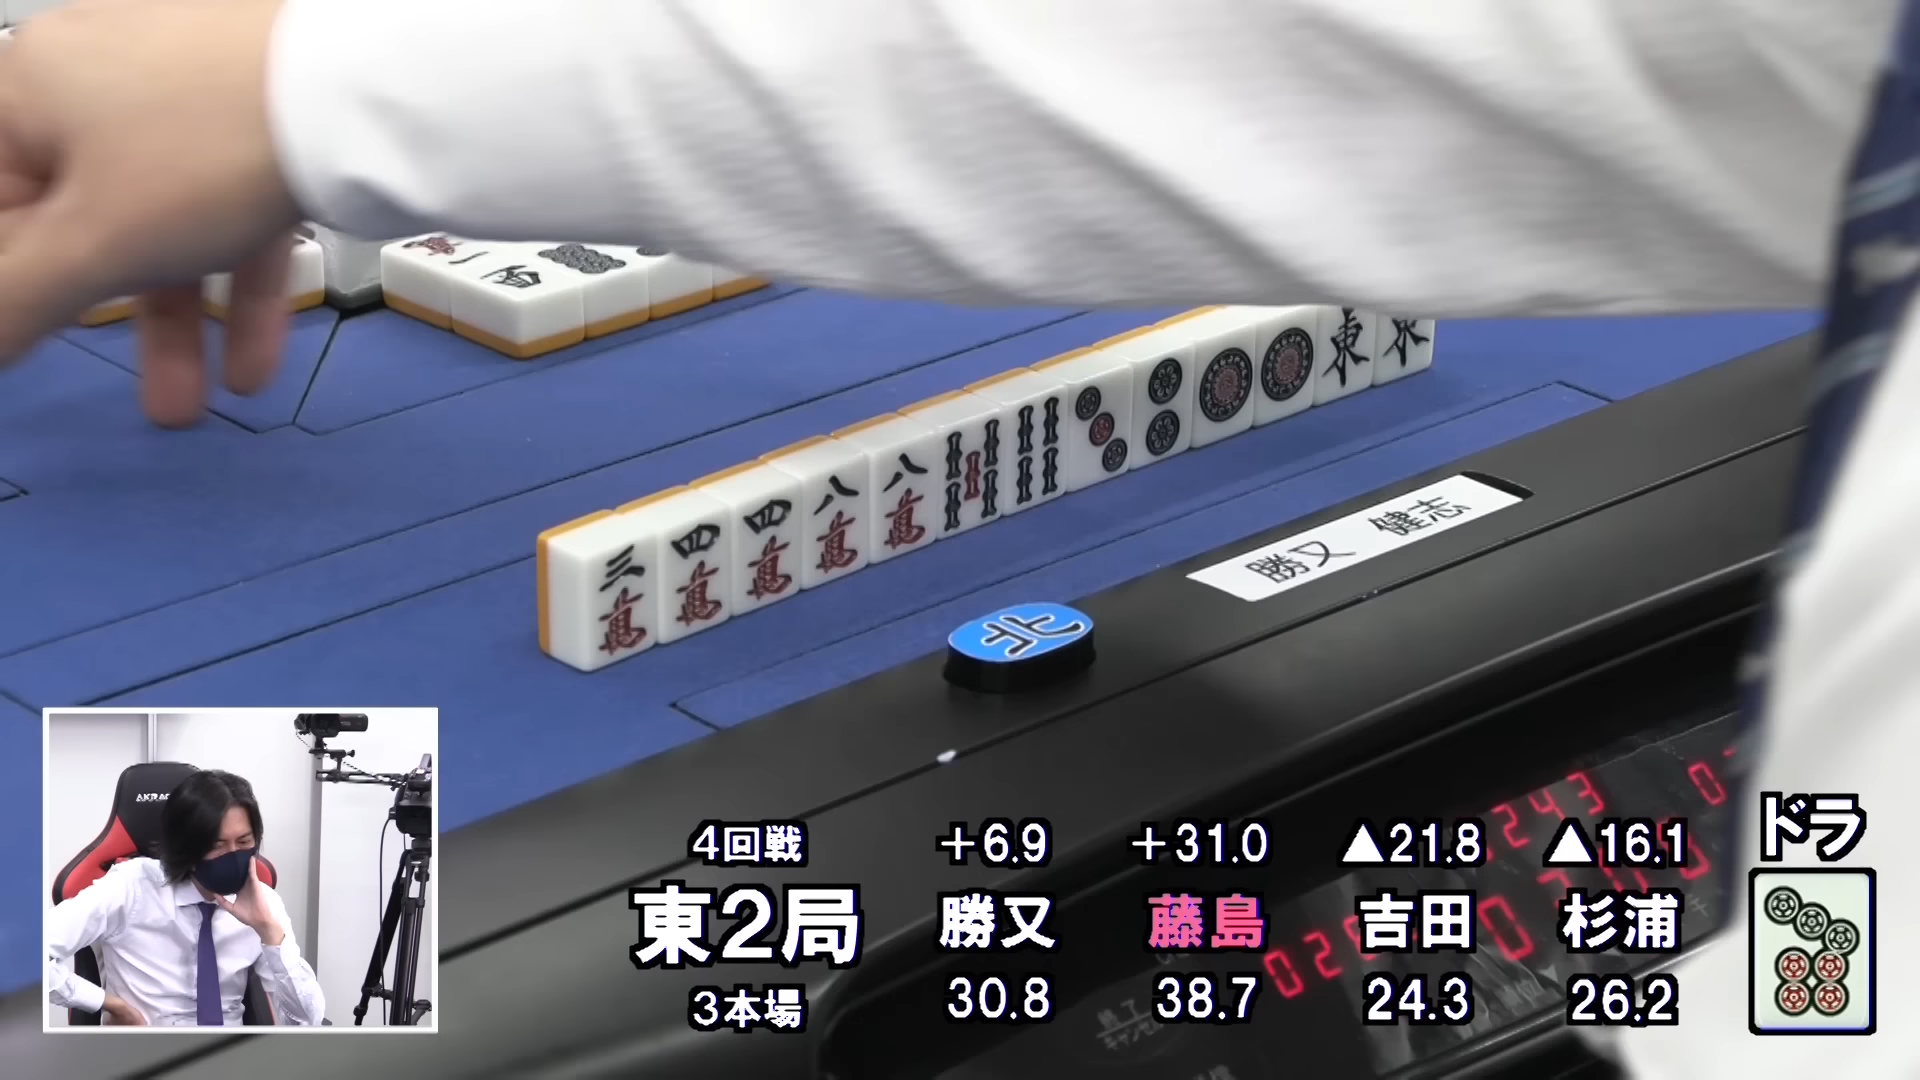 三萬 四萬 四萬 八萬 八萬
東 東
勝又 健志
北
AKRAC
4回戦
東2局
3本場
+6.9
勝又
30.8
+31.0
藤島
38.7
▲21.8
吉田
24.3
▲16.1
杉浦
26.2
ドラ